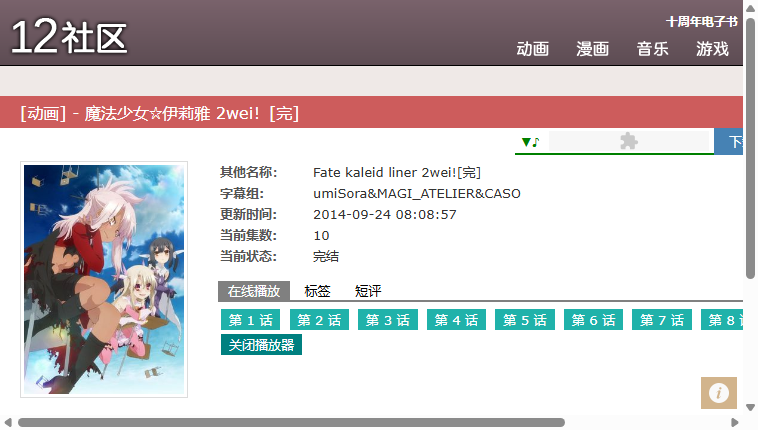 12社区
十周年电子书
动画 漫画 音乐 游戏
[动画] - 魔法少女☆伊莉雅 2wei! [完]
▼♪
其他名称: Fate kaleid liner 2wei![完]
字幕组: umiSora&MAGI_ATELIER&CASO
更新时间: 2014-09-24 08:08:57
当前集数: 10
当前状态: 完结
在线播放 标签 短评
第 1 话 第 2 话 第 3 话 第 4 话 第 5 话 第 6 话 第 7 话 第 8
关闭播放器